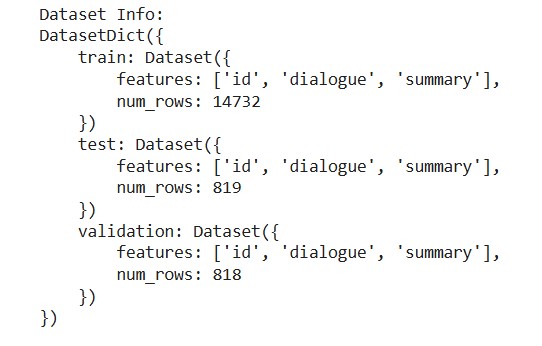 Dataset Info:
DatasetDict({
    train: Dataset({
        features: ['id', 'dialogue', 'summary'],
        num_rows: 14732
    })
    test: Dataset({
        features: ['id', 'dialogue', 'summary'],
        num_rows: 819
    })
    validation: Dataset({
        features: ['id', 'dialogue', 'summary'],
        num_rows: 818
    })
})